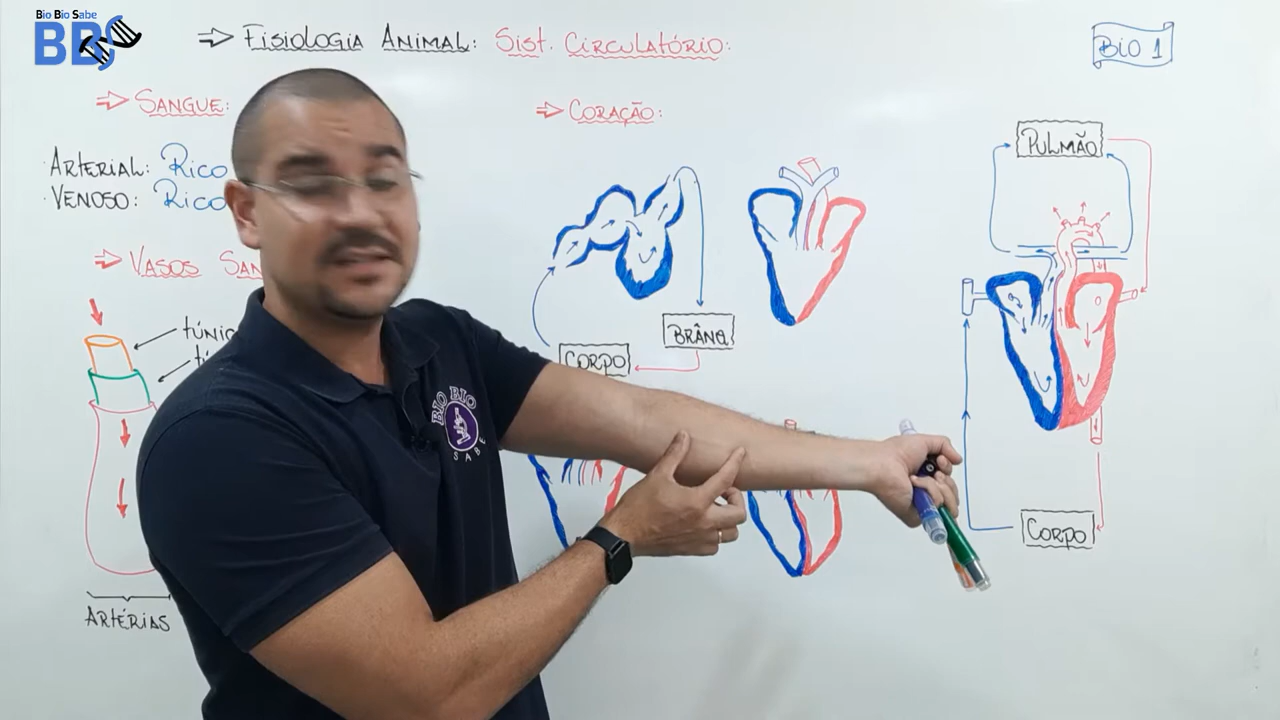 Bio Bio Sabe
BBS
⇒ FISIOLOGIA ANIMAL: SIST. CIRCULATÓRIO:
BIO 1
⇒ SANGUE:
⇒ CORAÇÃO:
PULMÃO
· ARTERIAL: RICO
· VENOSO: RICO
⇒ VASOS SAN
TÚNIC
BRÂNQ
CORPO
BIO BIO
SABE
CORPO
ARTÉRIAS